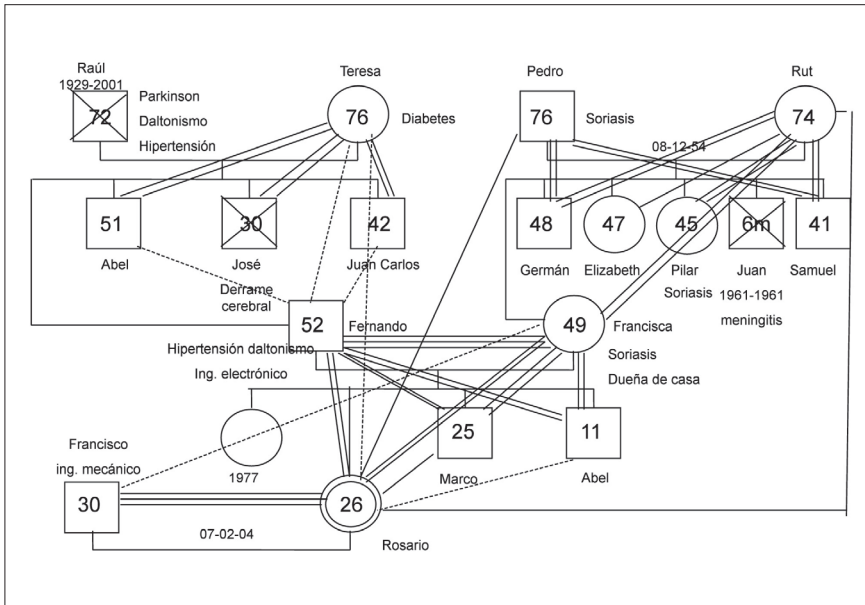 Raúl
1929-2001
72
Parkinson
Daltonismo
Hipertensión
Teresa
76
Diabetes
Pedro
76
Soriasis
Rut
74
08-12-54
51
Abel
30
José
Derrame
cerebral
42
Juan Carlos
48
Germán
47
Elizabeth
45
Pilar
Soriasis
6m
Juan
1961-1961
meningitis
41
Samuel
52
Fernando
Hipertensión daltonismo
Ing. electrónico
49
Francisca
Soriasis
Dueña de casa
1977
25
Marco
11
Abel
Francisco
ing. mecánico
30
07-02-04
26
Rosario